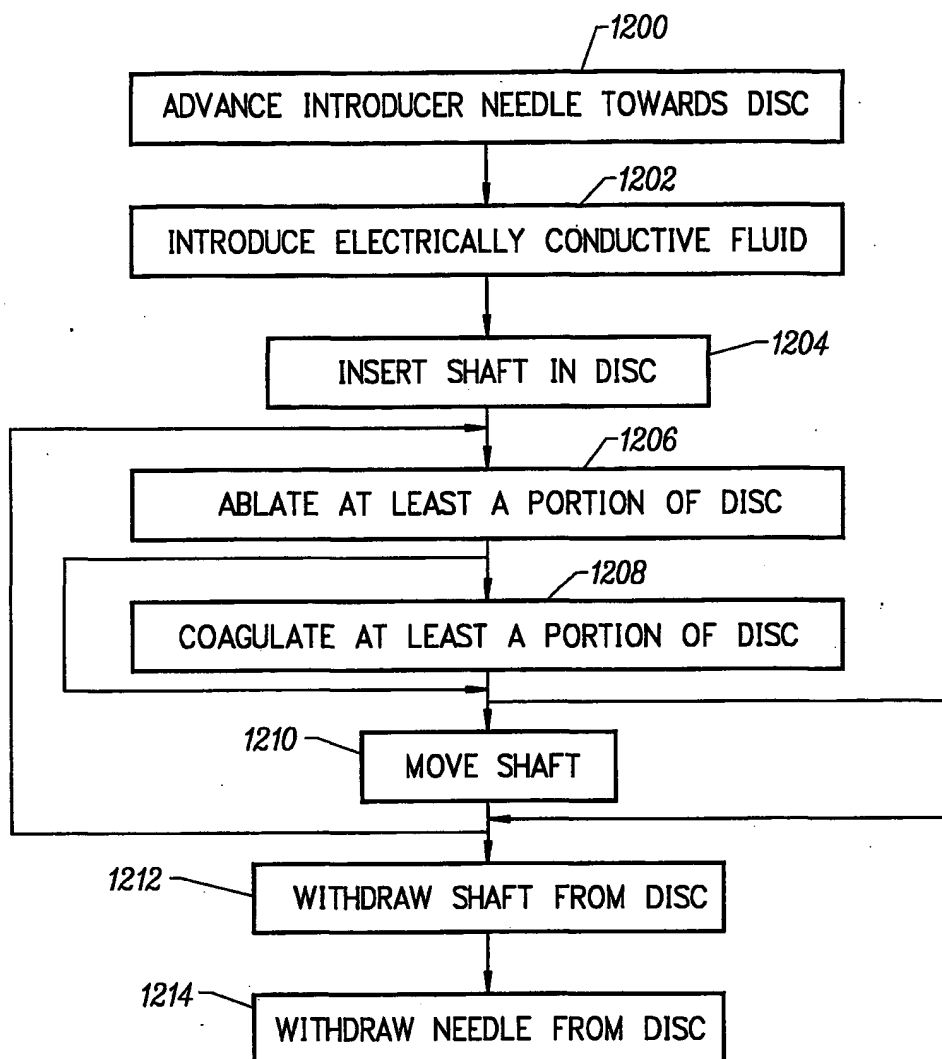 1200
ADVANCE INTRODUCER NEEDLE TOWARDS DISC
1202
INTRODUCE ELECTRICALLY CONDUCTIVE FLUID
1204
INSERT SHAFT IN DISC
1206
ABLATE AT LEAST A PORTION OF DISC
1208
COAGULATE AT LEAST A PORTION OF DISC
1210
MOVE SHAFT
1212
WITHDRAW SHAFT FROM DISC
1214
WITHDRAW NEEDLE FROM DISC